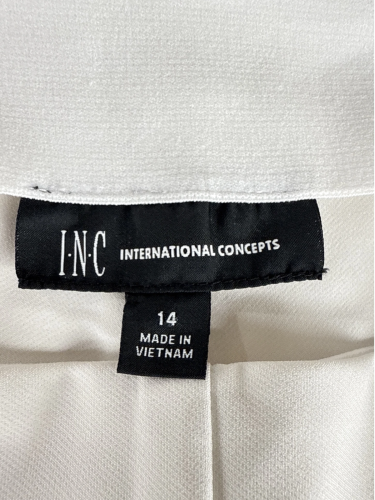 I·N·C INTERNATIONAL CONCEPTS
14
MADE IN
VIETNAM